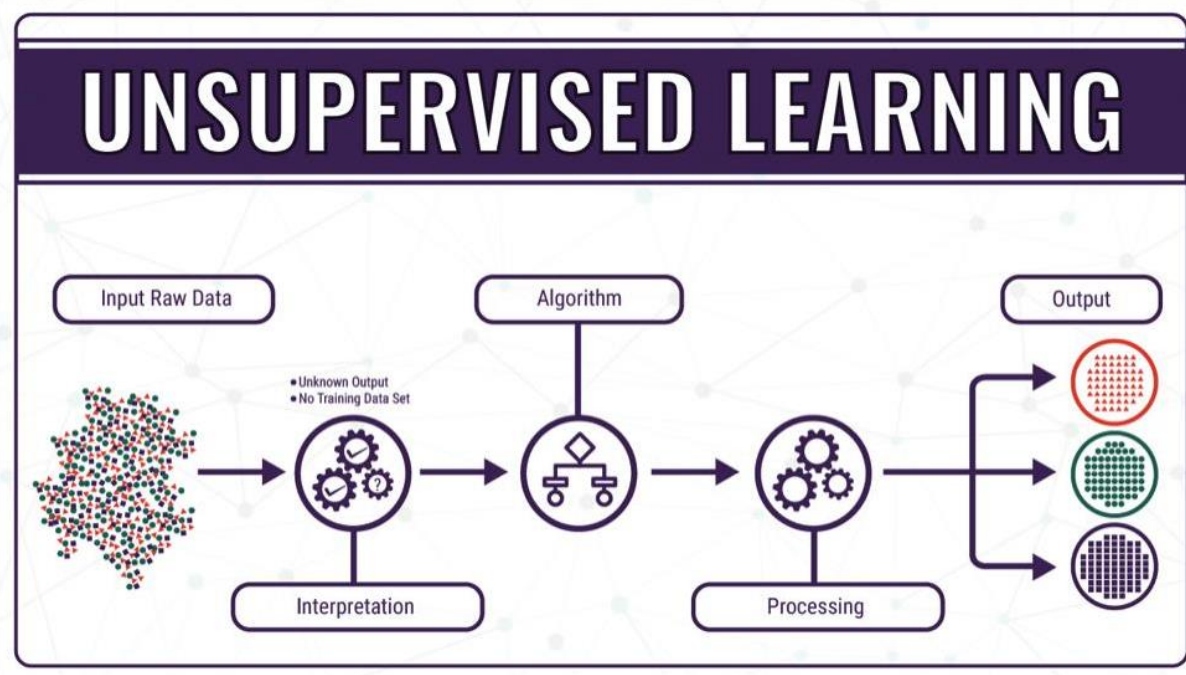 UNSUPERVISED LEARNING
Input Raw Data
Algorithm
Output
● Unknown Output
● No Training Data Set
?
Interpretation
Processing